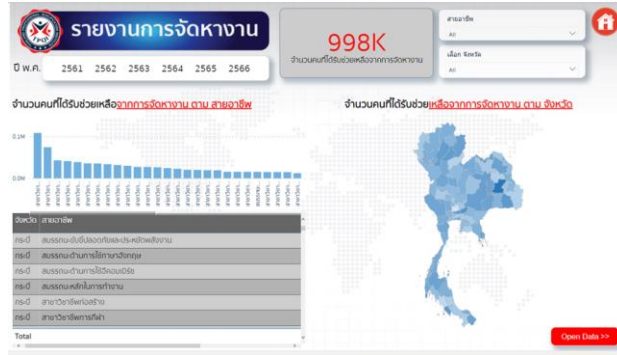 TPQI
รายงานการจัดหางาน
998K
จำนวนคนที่ได้รับช่วยเหลือจากการจัดหางาน
สายอาชีพ
All
เลือก จังหวัด
All
ปี พ.ศ.
2561 2562 2563 2564 2565 2566
จำนวนคนที่ได้รับช่วยเหลือจากการจัดหางาน ตาม สายอาชีพ
จำนวนคนที่ได้รับช่วยเหลือจากการจัดหางาน ตาม จังหวัด
0.1M
0.0M
จังหวัด สายอาชีพ
กระบี่ สมรรถนะขับขี่ปลอดภัยและประหยัดพลังงาน
กระบี่ สมรรถนะด้านการใช้ภาษาอังกฤษ
กระบี่ สมรรถนะด้านการใช้ดิจิตอล
กระบี่ สมรรถนะหลักในการทำงาน
กระบี่ สาขาวิชาชีพก่อสร้าง
กระบี่ สาขาวิชาชีพการกีฬา
Total
Open Data >>